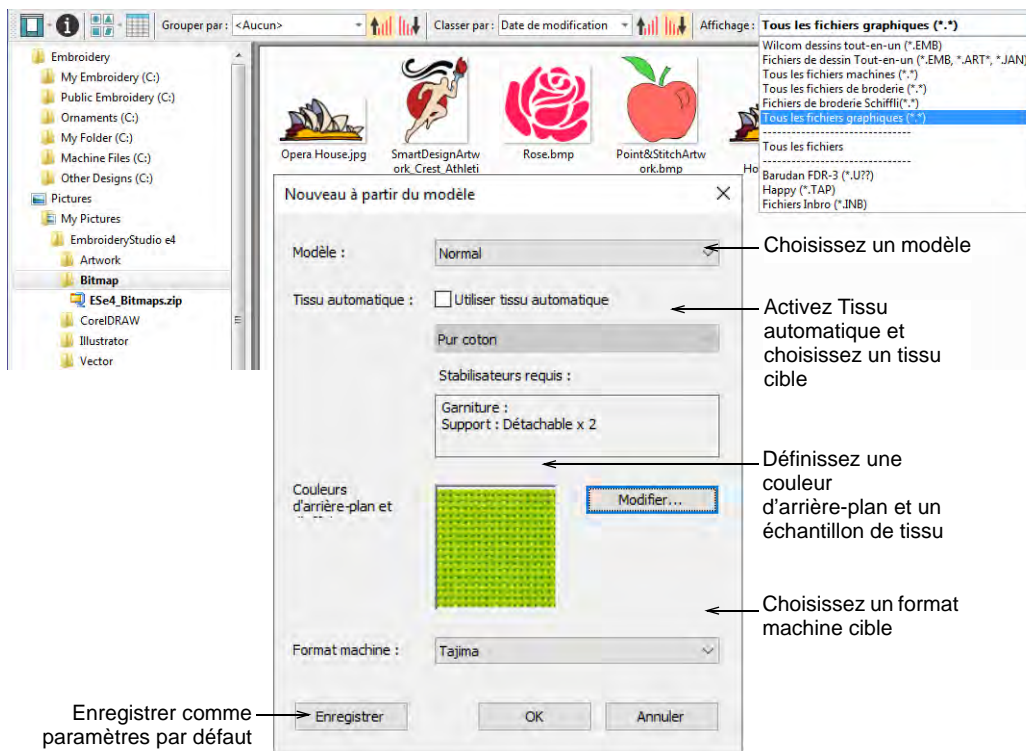 Grouper par : <Aucun>
Classer par : Date de modification
Affichage : Tous les fichiers graphiques (*.*)
Wilcom dessins tout-en-un (*.EMB)
Fichiers de dessin Tout-en-un (*.EMB, *.ART*, *.JAN)
Tous les fichiers machines (*.*)
Tous les fichiers de broderie (*.*)
Fichiers de broderie Schiffli(*.*)
Tous les fichiers graphiques (*.*)
--------------------------------
Tous les fichiers
--------------------------------
Barudan FDR-3 (*.U??)
Happy (*.TAP)
Fichiers Inbro (*.INB)
Embroidery
My Embroidery (C:)
Public Embroidery (C:)
Ornaments (C:)
My Folder (C:)
Machine Files (C:)
Other Designs (C:)
Pictures
My Pictures
EmbroideryStudio e4
Artwork
Bitmap
ESe4_Bitmaps.zip
CorelDRAW
Illustrator
Vector
Opera House.jpg
SmartDesignArtw
ork_Crest_Athleti
Rose.bmp
Point&StitchArtw
ork.bmp
Ho
Nouveau à partir du modèle
Modèle :
Normal
Tissu automatique :
Utiliser tissu automatique
Pur coton
Stabilisateurs requis :
Garniture :
Support : Détachable x 2
Couleurs
d'arrière-plan et
Modifier...
Format machine :
Tajima
Enregistrer
OK
Annuler
Choisissez un modèle
Activez Tissu
automatique et
choisissez un tissu
cible
Définissez une
couleur
d'arrière-plan et un
échantillon de tissu
Choisissez un format
machine cible
Enregistrer comme
paramètres par défaut